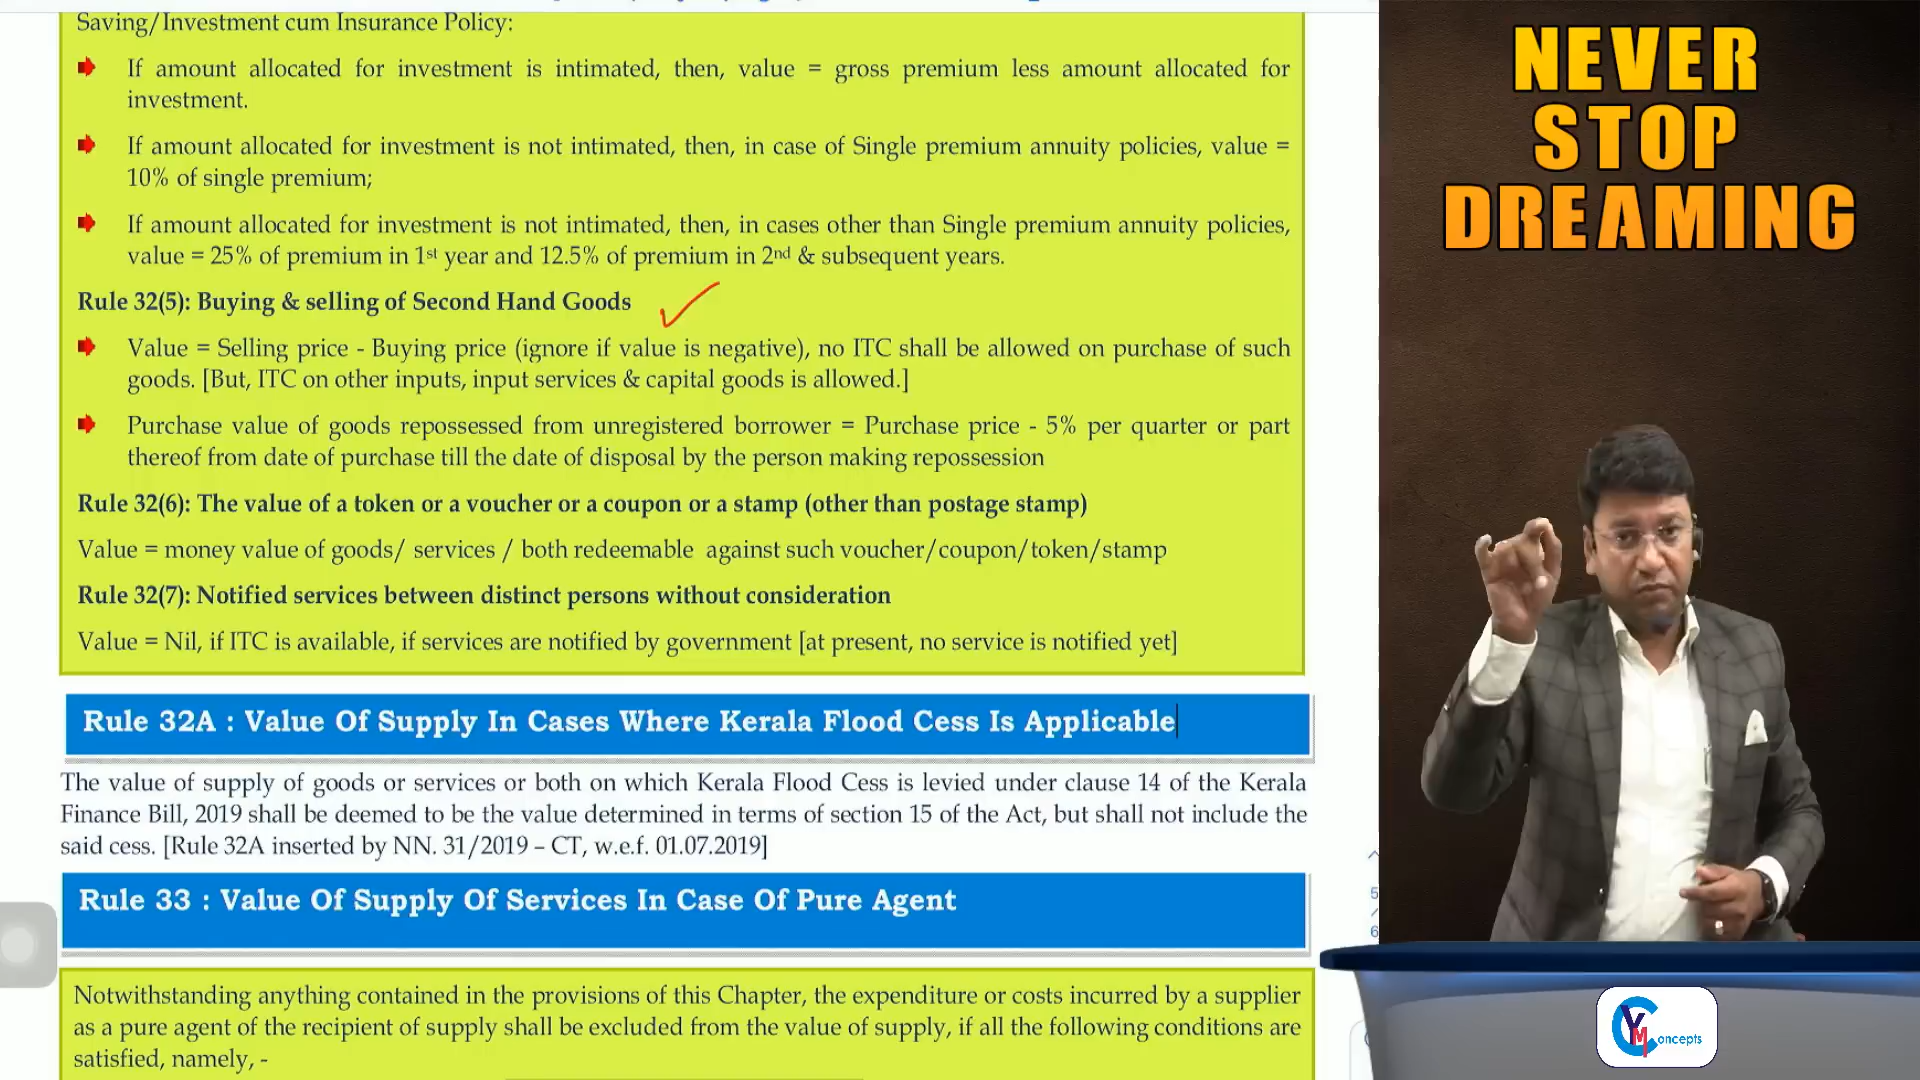 Saving/Investment cum Insurance Policy:
If amount allocated for investment is intimated, then, value = gross premium less amount allocated for
investment.
If amount allocated for investment is not intimated, then, in case of Single premium annuity policies, value =
10% of single premium;
If amount allocated for investment is not intimated, then, in cases other than Single premium annuity policies,
value = 25% of premium in 1st year and 12.5% of premium in 2nd & subsequent years.
Rule 32(5): Buying & selling of Second Hand Goods
Value = Selling price - Buying price (ignore if value is negative), no ITC shall be allowed on purchase of such
goods. [But, ITC on other inputs, input services & capital goods is allowed.]
Purchase value of goods repossessed from unregistered borrower = Purchase price - 5% per quarter or part
thereof from date of purchase till the date of disposal by the person making repossession
Rule 32(6): The value of a token or a voucher or a coupon or a stamp (other than postage stamp)
Value = money value of goods/ services / both redeemable against such voucher/coupon/token/stamp
Rule 32(7): Notified services between distinct persons without consideration
Value = Nil, if ITC is available, if services are notified by government [at present, no service is notified yet]
Rule 32A : Value Of Supply In Cases Where Kerala Flood Cess Is Applicable
The value of supply of goods or services or both on which Kerala Flood Cess is levied under clause 14 of the Kerala
Finance Bill, 2019 shall be deemed to be the value determined in terms of section 15 of the Act, but shall not include the
said cess. [Rule 32A inserted by NN. 31/2019 – CT, w.e.f. 01.07.2019]
Rule 33 : Value Of Supply Of Services In Case Of Pure Agent
Notwithstanding anything contained in the provisions of this Chapter, the expenditure or costs incurred by a supplier
as a pure agent of the recipient of supply shall be excluded from the value of supply, if all the following conditions are
satisfied, namely, -
5
/
6
NEVER
STOP
DREAMING
VM Concepts